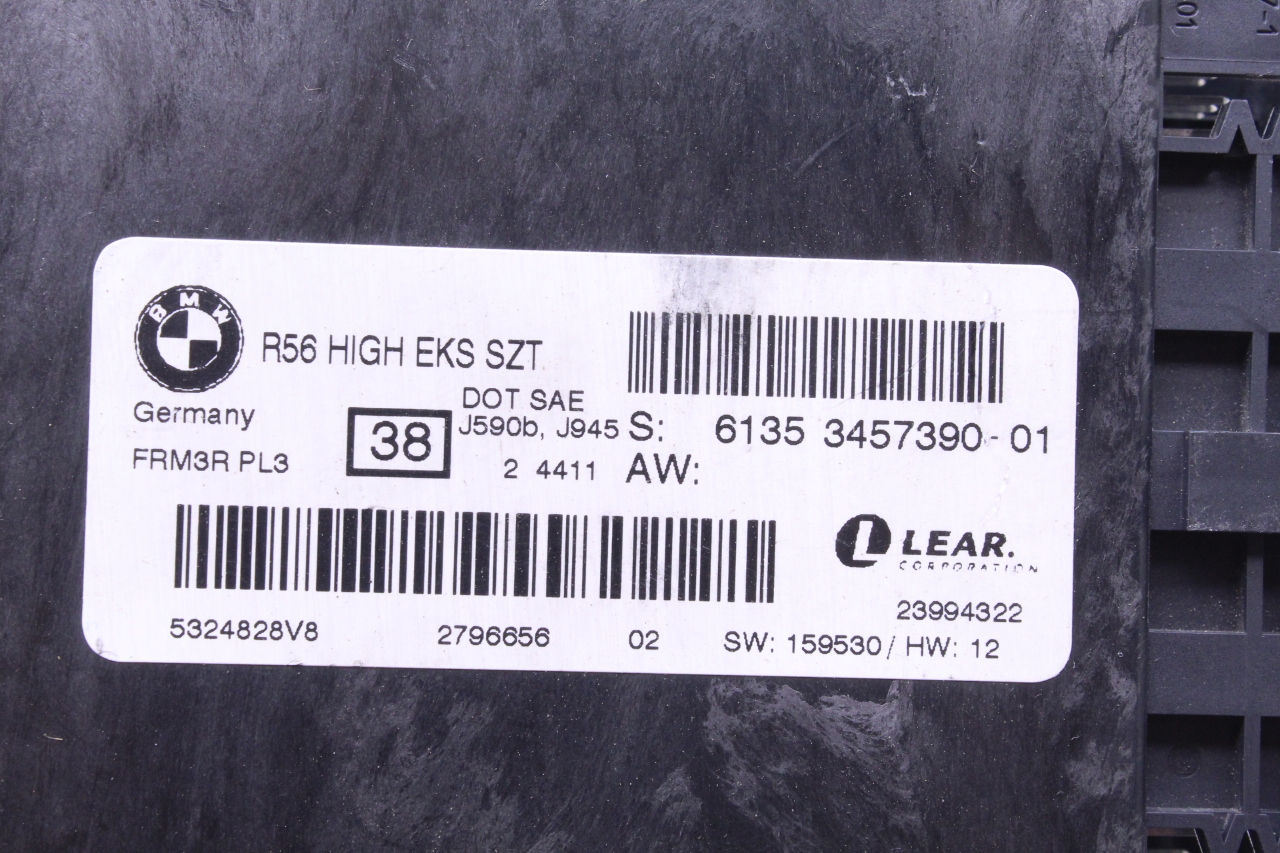 BMW
R56 HIGH EKS SZT
Germany
38
DOT SAE
J590b, J945
FRM3R PL3
2 4411
S: 6135 3457390-01
AW:
LEAR.
CORPORATION
23994322
5324828V8 2796656 02 SW: 159530/ HW: 12